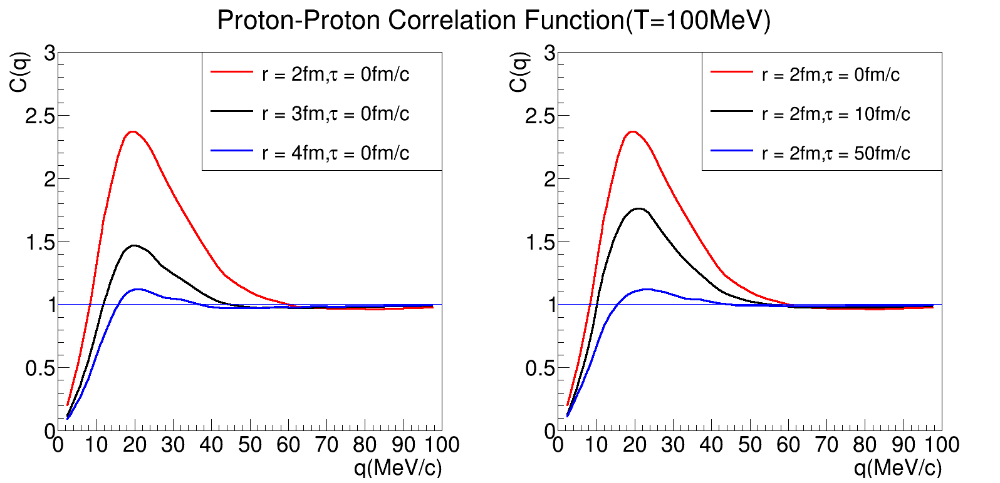 Proton-Proton Correlation Function(T=100MeV)
C(q)
3
2.5
2
1.5
1
0.5
0
r = 2fm,τ = 0fm/c
r = 3fm,τ = 0fm/c
r = 4fm,τ = 0fm/c
0 10 20 30 40 50 60 70 80 90 100
q(MeV/c)
C(q)
3
2.5
2
1.5
1
0.5
0
r = 2fm,τ = 0fm/c
r = 2fm,τ = 10fm/c
r = 2fm,τ = 50fm/c
0 10 20 30 40 50 60 70 80 90 100
q(MeV/c)